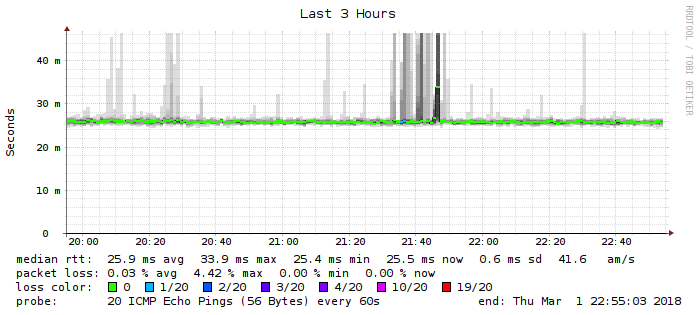 Last 3 Hours
RRDTOOL / TOBI OETIKER
Seconds
40 m
30 m
20 m
10 m
0
20:00 20:20 20:40 21:00 21:20 21:40 22:00 22:20 22:40
median rtt: 25.9 ms avg 33.9 ms max 25.4 ms min 25.5 ms now 0.6 ms sd 41.6 am/s
packet loss: 0.03 % avg 4.42 % max 0.00 % min 0.00 % now
loss color: 0 1/20 2/20 3/20 4/20 10/20 19/20
probe: 20 ICMP Echo Pings (56 Bytes) every 60s end: Thu Mar 1 22:55:03 2018